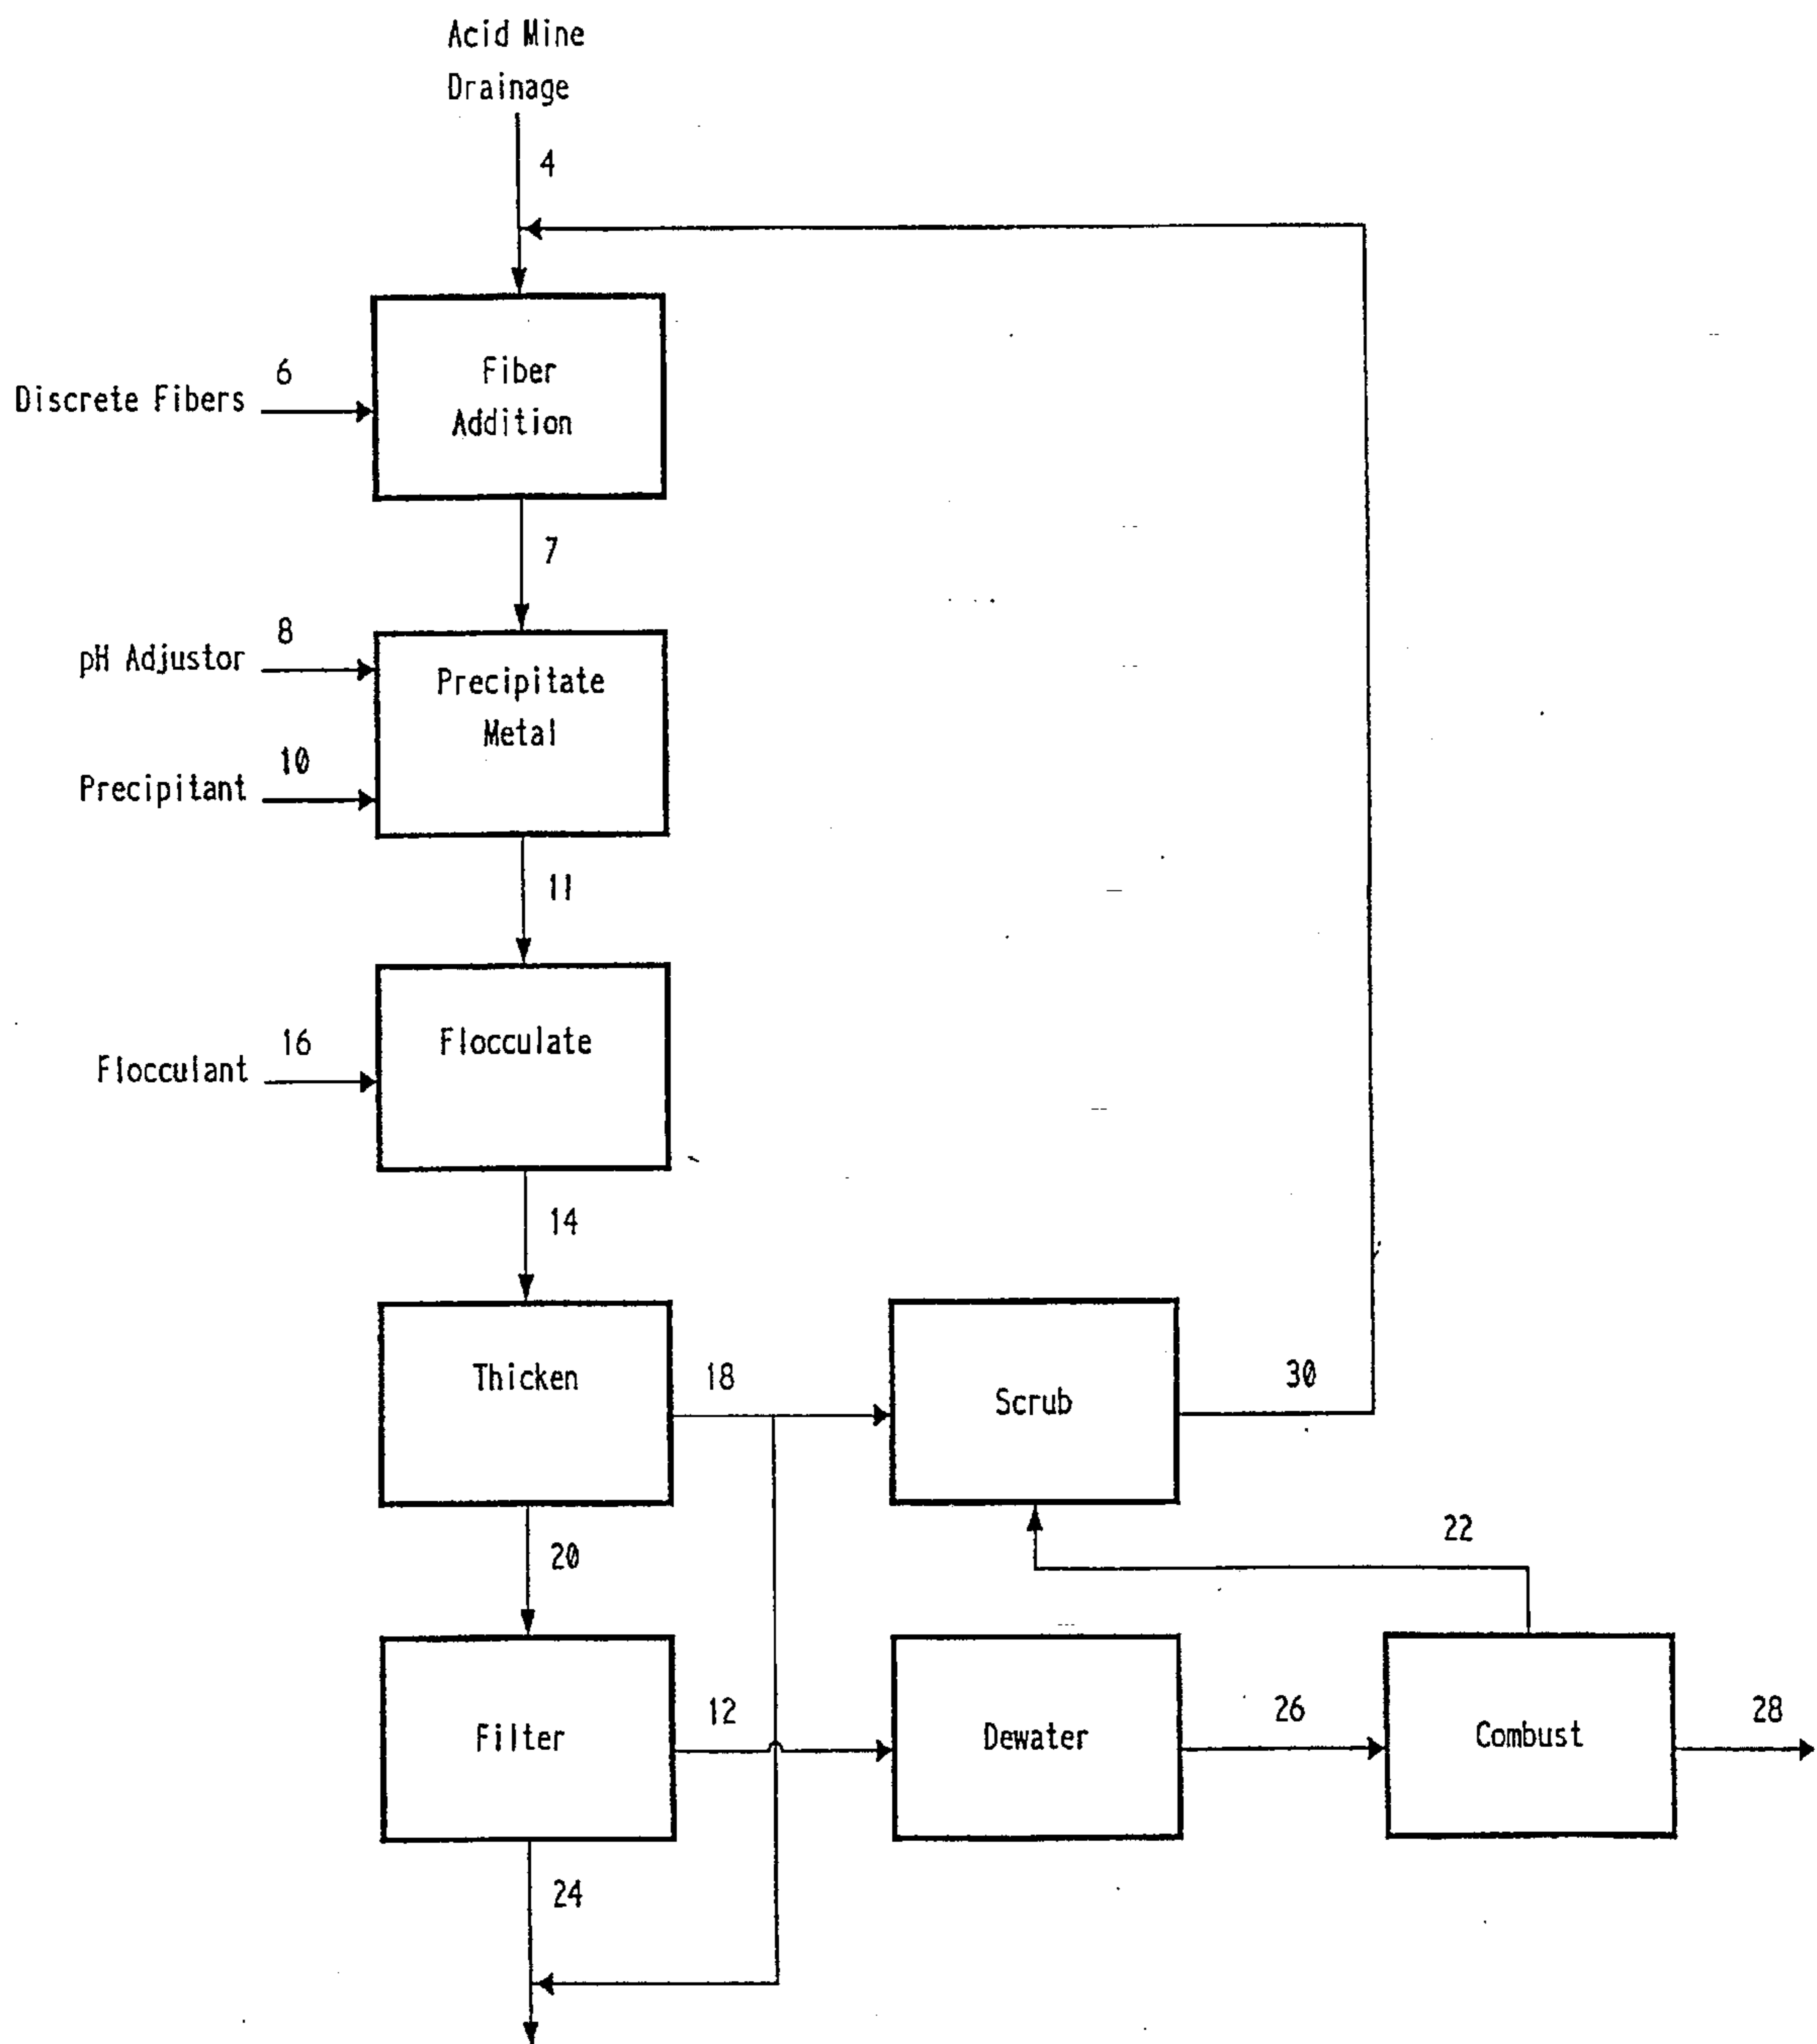 Acid Mine
Drainage
4
6
Discrete Fibers
Fiber
Addition
7
8
pH Adjustor
Precipitate
Metal
10
Precipitant
11
16
Flocculant
Flocculate
14
Thicken
18
Scrub
30
20
22
Filter
12
Dewater
26
Combust
28
24